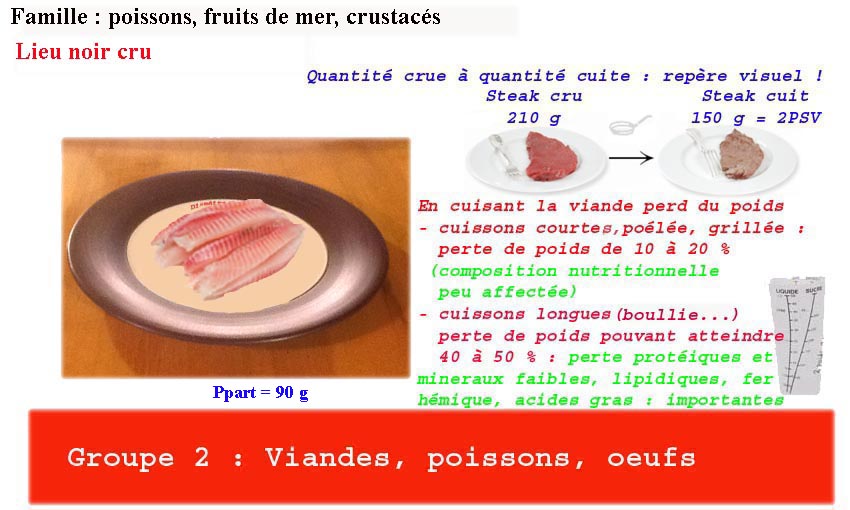 Famille : poissons, fruits de mer, crustacés
Lieu noir cru
Quantité crue à quantité cuite : repère visuel !
Steak cru
210 g
Steak cuit
150 g = 2PSV
En cuisant la viande perd du poids
- cuissons courtes, poélée, grillée :
perte de poids de 10 à 20 %
(composition nutritionnelle
peu affectée)
- cuissons longues (boullie...)
perte de poids pouvant atteindre
40 à 50 % : perte protéiques et
mineraux faibles, lipidiques, fer
hémique, acides gras : importantes
LIQUIDE SUCRE
Ppart = 90 g
Groupe 2 : Viandes, poissons, oeufs